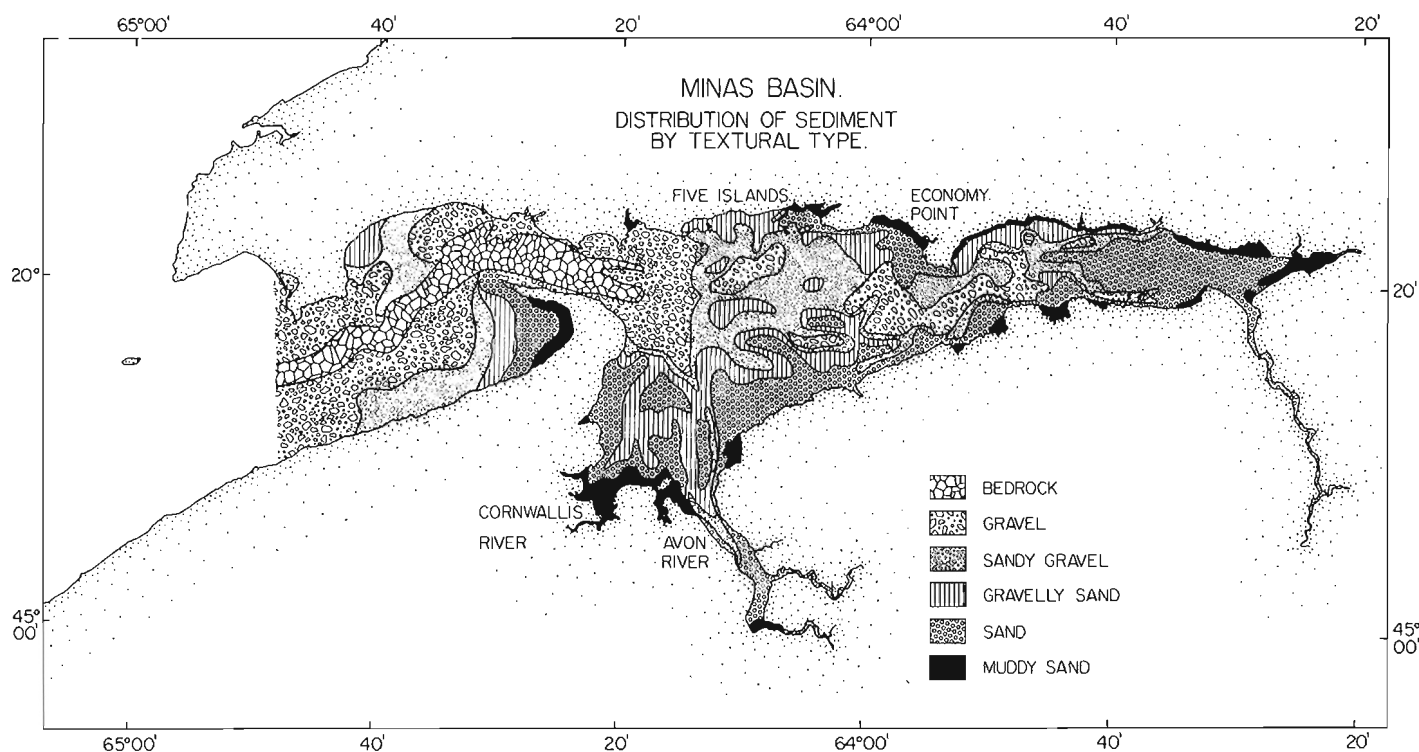 65°00' 40' 20' 64°00' 40' 20'
MINAS BASIN.
DISTRIBUTION OF SEDIMENT
BY TEXTURAL TYPE.
FIVE ISLANDS
ECONOMY
POINT
20°
20'
CORNWALLIS
RIVER
AVON
RIVER
BEDROCK
GRAVEL
SANDY GRAVEL
GRAVELLY SAND
SAND
MUDDY SAND
45°
00'
45°
00'
65°00' 40' 20' 64°00' 40' 20'